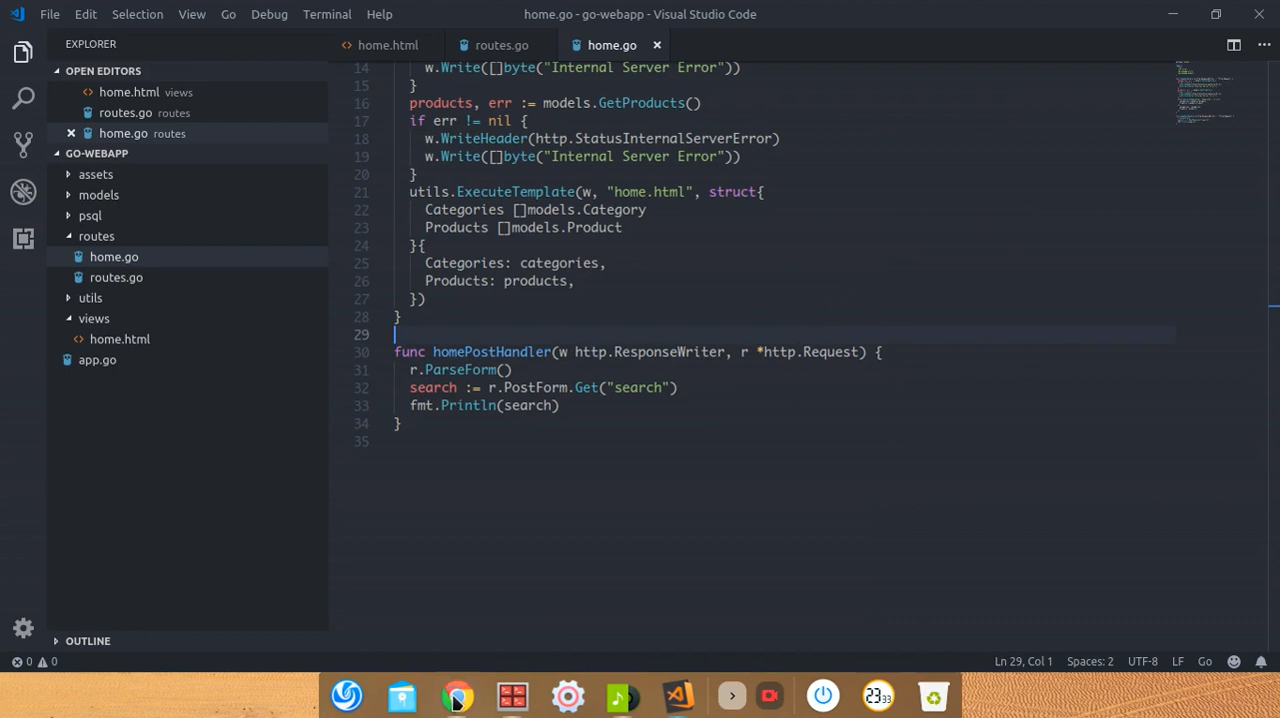 File Edit Selection View Go Debug Terminal Help home.go - go-webapp - Visual Studio Code
EXPLORER
OPEN EDITORS
home.html views
routes.go routes
home.go routes
GO-WEBAPP
assets
models
psql
routes
home.go
routes.go
utils
views
home.html
app.go
OUTLINE
home.html routes.go home.go
14 w.Write([]byte("Internal Server Error"))
15 }
16 products, err := models.GetProducts()
17 if err != nil {
18 w.WriteHeader(http.StatusInternalServerError)
19 w.Write([]byte("Internal Server Error"))
20 }
21 utils.ExecuteTemplate(w, "home.html", struct{
22 Categories []models.Category
23 Products []models.Product
24 }{
25 Categories: categories,
26 Products: products,
27 })
28 }
29
30 func homePostHandler(w http.ResponseWriter, r *http.Request) {
31 r.ParseForm()
32 search := r.PostForm.Get("search")
33 fmt.Println(search)
34 }
35
0 0 Ln 29, Col 1 Spaces: 2 UTF-8 LF Go
23 33